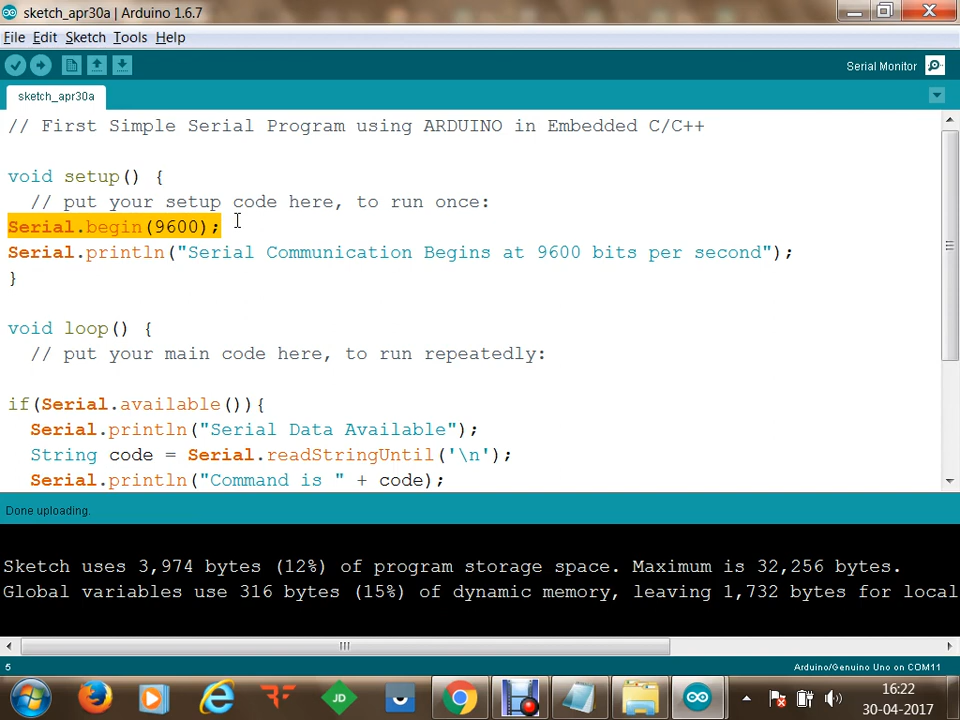 sketch_apr30a | Arduino 1.6.7
File Edit Sketch Tools Help
Serial Monitor
sketch_apr30a
// First Simple Serial Program using ARDUINO in Embedded C/C++
void setup() {
// put your setup code here, to run once:
Serial.begin(9600);
Serial.println("Serial Communication Begins at 9600 bits per second");
}
void loop() {
// put your main code here, to run repeatedly:
if(Serial.available()){
Serial.println("Serial Data Available");
String code = Serial.readStringUntil('\n');
Serial.println("Command is " + code);
Done uploading.
Sketch uses 3,974 bytes (12%) of program storage space. Maximum is 32,256 bytes.
Global variables use 316 bytes (15%) of dynamic memory, leaving 1,732 bytes for local
5
Arduino/Genuino Uno on COM11
JD
16:22
30-04-2017